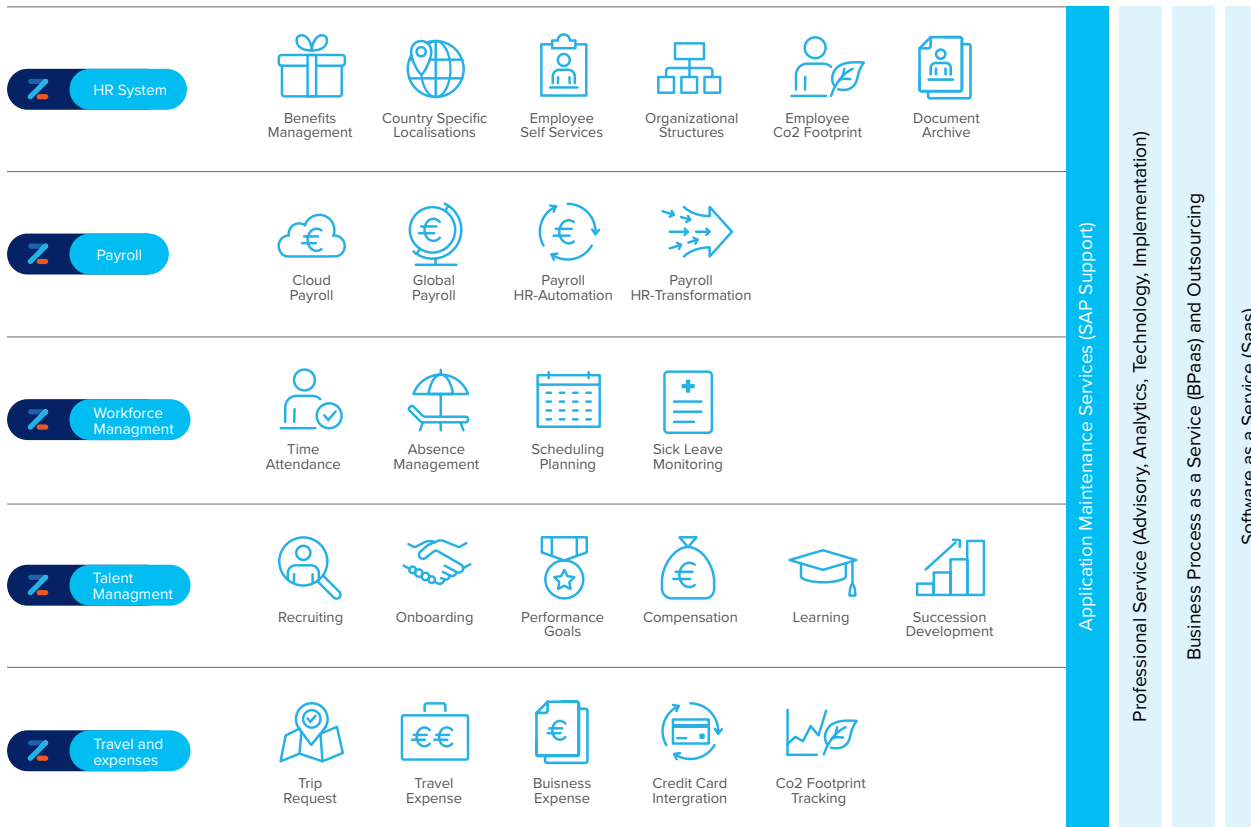 HR System
Benefits
Management
Country Specific
Localisations
Employee
Self Services
Organizational
Structures
Employee
Co2 Footprint
Document
Archive
Payroll
Cloud
Payroll
Global
Payroll
Payroll
HR-Automation
Payroll
HR-Transformation
Workforce
Managment
Time
Attendance
Absence
Management
Scheduling
Planning
Sick Leave
Monitoring
Talent
Managment
Recruiting
Onboarding
Performance
Goals
Compensation
Learning
Succession
Development
Travel and
expenses
Trip
Request
Travel
Expense
Buisness
Expense
Credit Card
Intergration
Co2 Footprint
Tracking
Application Maintenance Services (SAP Support)
Professional Service (Advisory, Analytics, Technology, Implementation)
Business Process as a Service (BPaas) and Outsourcing
Software as a Service (Saas)